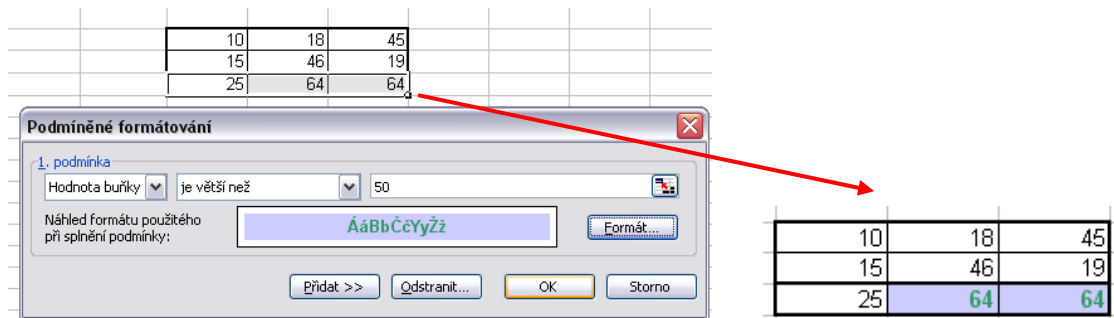 10 18 45
15 46 19
25 64 64
Podmíněné formátování
1. podmínka
Hodnota buňky je větší než 50
Náhled formátu použitého
při splnění podmínky:
ÁáBbČčYyŽž
Formát...
Přidat >> Odstranit... OK Storno
10 18 45
15 46 19
25 64 64